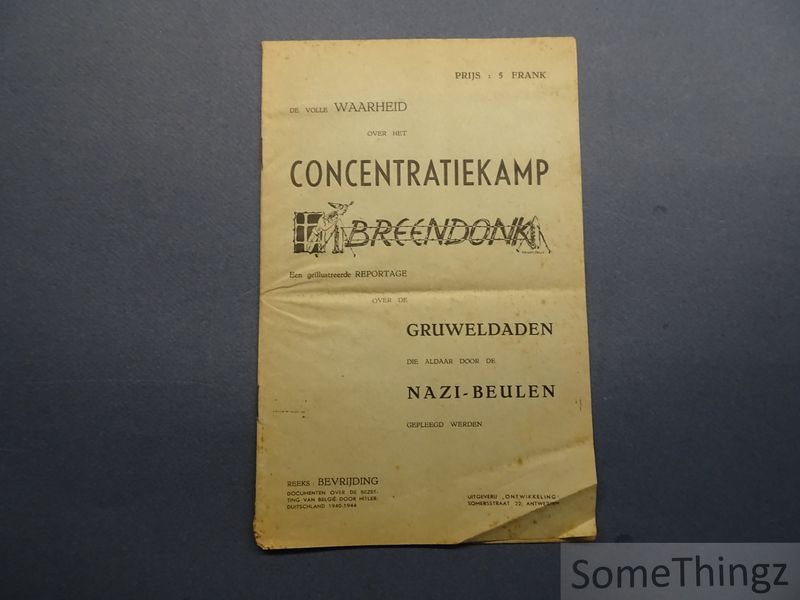 PRIJS : 5 FRANK
DE VOLLE WAARHEID
OVER HET
CONCENTRATIEKAMP
BREENDONK
Een geïllustreerde REPORTAGE
OVER DE
GRUWELDADEN
DIE ALDAAR DOOR DE
NAZI-BEULEN
GEPLEEGD WERDEN
REEKS : BEVRIJDING
DOCUMENTEN OVER DE BEZET-
TING VAN BELGIË DOOR HITLER-
DUITSCHLAND 1940-1944
UITGEVERIJ „ONTWIKKELING"
SOMERSSTRAAT 22, ANTWERPEN
SomeThingz